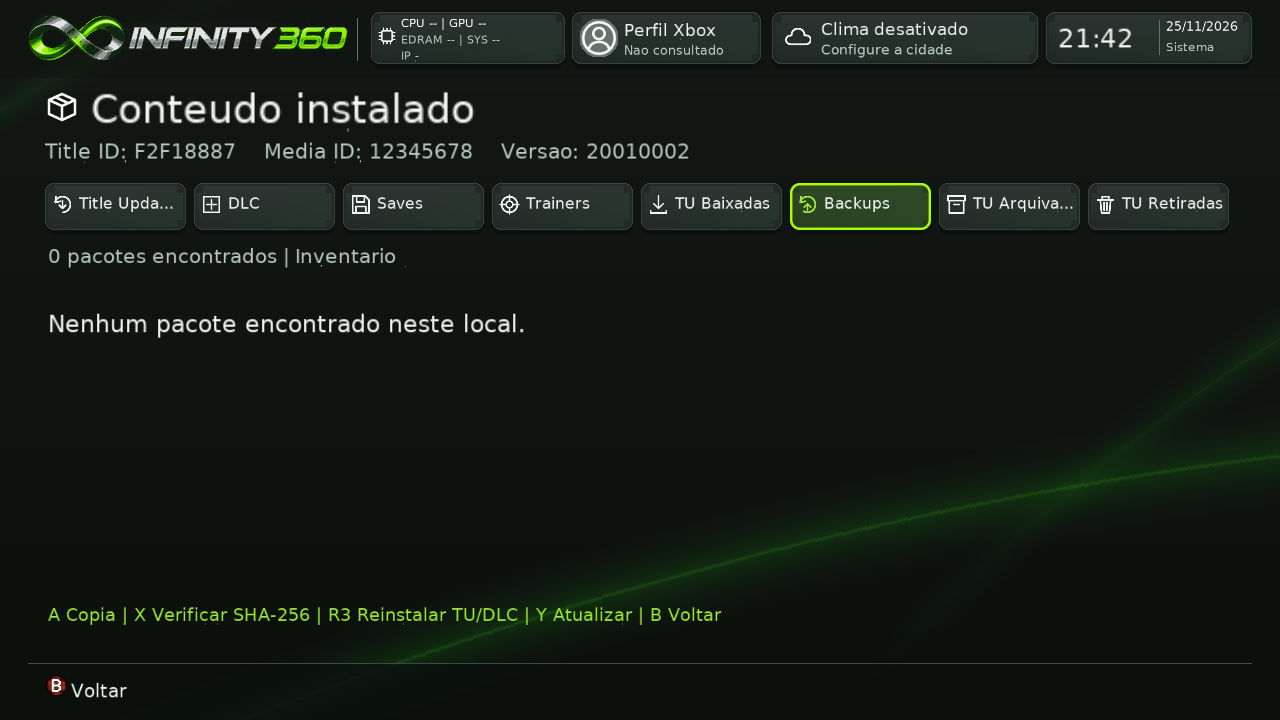 INFINITY 360
CPU -- | GPU --
EDRAM -- | SYS --
IP -
Perfil Xbox
Nao consultado
Clima desativado
Configure a cidade
21:42
25/11/2026
Sistema
Conteudo instalado
Title ID: F2F18887 Media ID: 12345678 Versao: 20010002
Title Upda... DLC Saves Trainers TU Baixadas Backups TU Arquiva... TU Retiradas
0 pacotes encontrados | Inventario
Nenhum pacote encontrado neste local.
A Copia | X Verificar SHA-256 | R3 Reinstalar TU/DLC | Y Atualizar | B Voltar
B Voltar